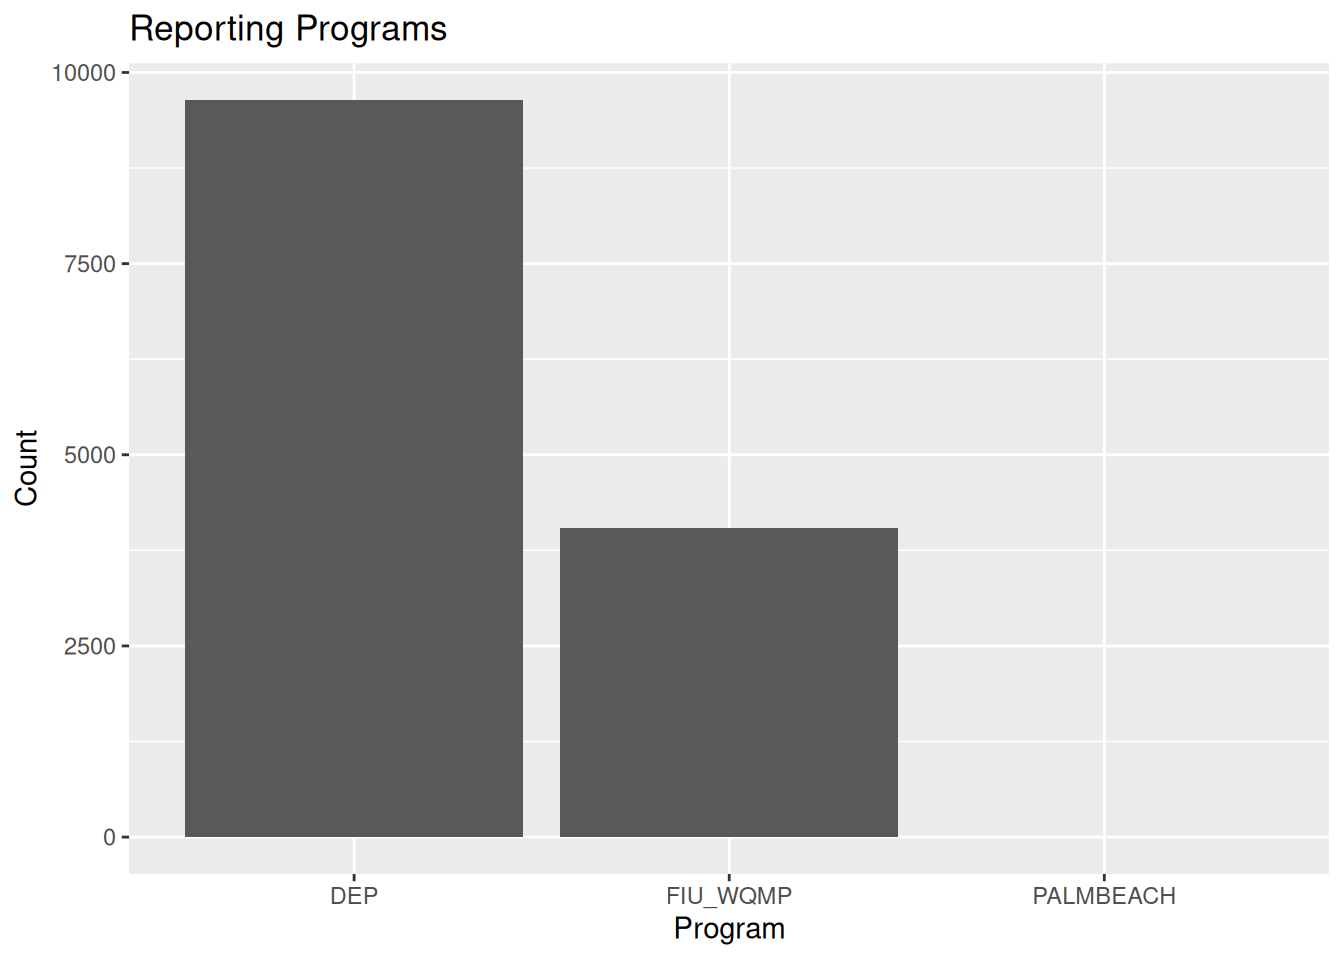 Reporting Programs
10000
7500
5000
2500
0
Count
DEP
FIU_WQMP
PALMBEACH
Program